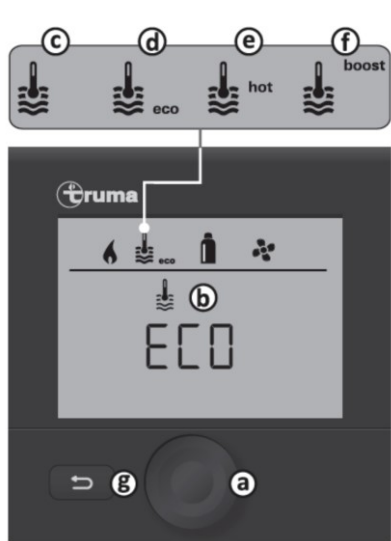 c d e f
eco hot boost
truma
eco
b
ECO
g a